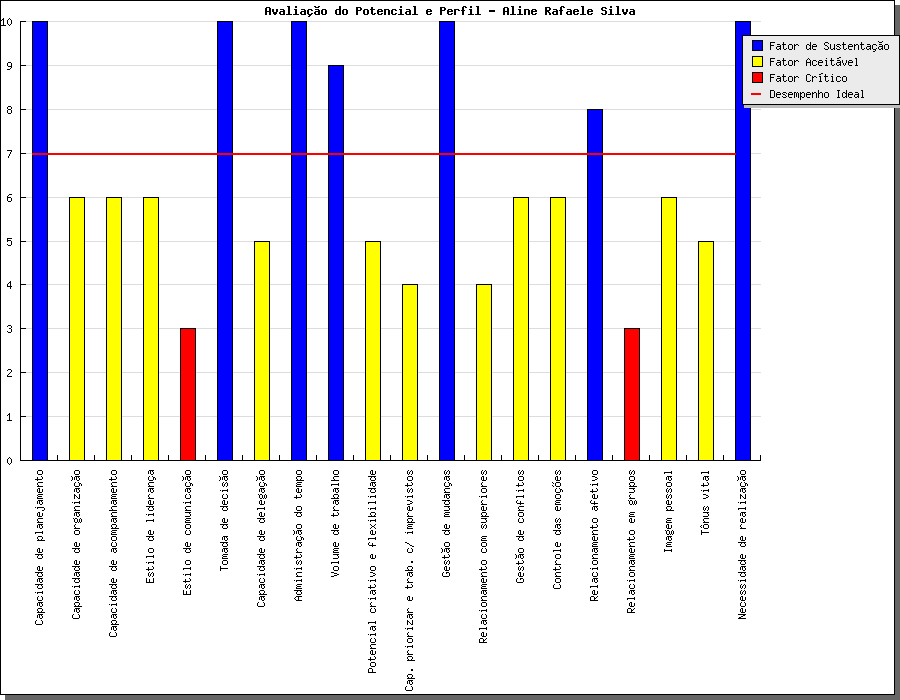 Avaliação do Potencial e Perfil - Aline Rafaele Silva
Fator de Sustentação
Fator Aceitável
Fator Crítico
Desempenho Ideal
10
9
8
7
6
5
4
3
2
1
0
Capacidade de planejamento
Capacidade de organização
Capacidade de acompanhamento
Estilo de liderança
Estilo de comunicação
Tomada de decisão
Capacidade de delegação
Administração do tempo
Volume de trabalho
Potencial criativo e flexibilidade
Cap. priorizar e trab. c/ imprevistos
Gestão de mudanças
Relacionamento com superiores
Gestão de conflitos
Controle das emoções
Relacionamento afetivo
Relacionamento em grupos
Imagem pessoal
Tônus vital
Necessidade de realização